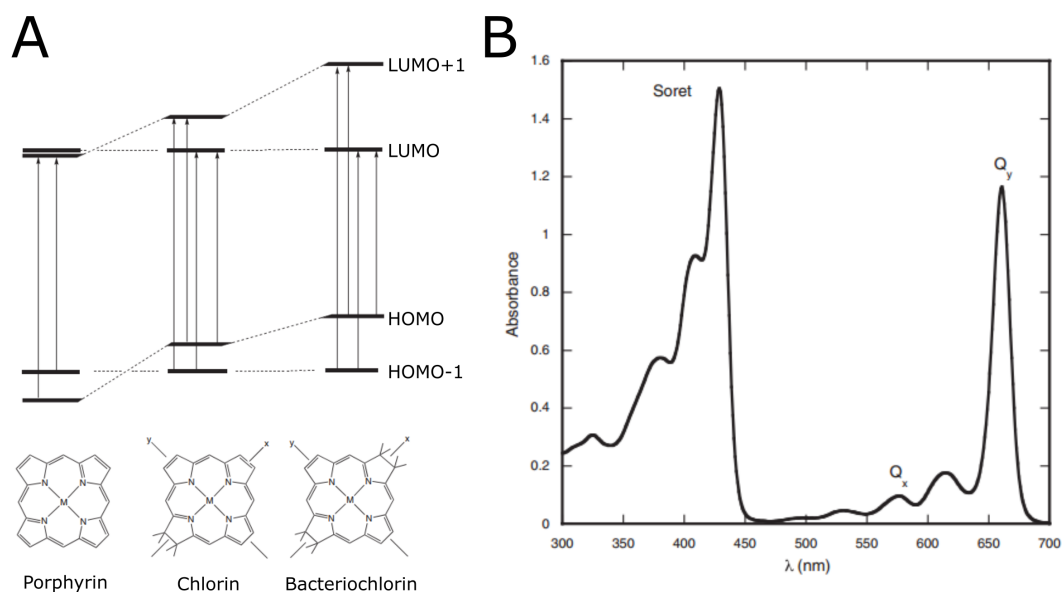 A
LUMO+1
LUMO
HOMO
HOMO-1
N
N
M
N
N
y
x
N
N
M
N
N
y
x
N
N
M
N
N
Porphyrin
Chlorin
Bacteriochlorin
B
1.6
1.4
1.2
1
0.8
0.6
0.4
0.2
0
Absorbance
Soret
Qy
Qx
300 350 400 450 500 550 600 650 700
λ (nm)